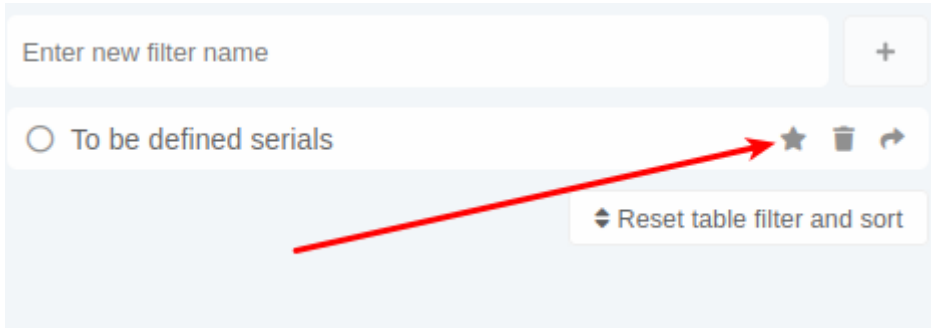 Enter new filter name
+
To be defined serials
Reset table filter and sort